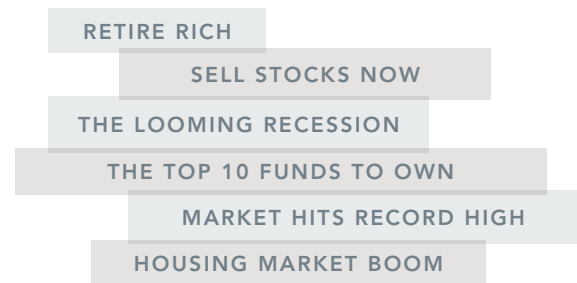 RETIRE RICH
SELL STOCKS NOW
THE LOOMING RECESSION
THE TOP 10 FUNDS TO OWN
MARKET HITS RECORD HIGH
HOUSING MARKET BOOM